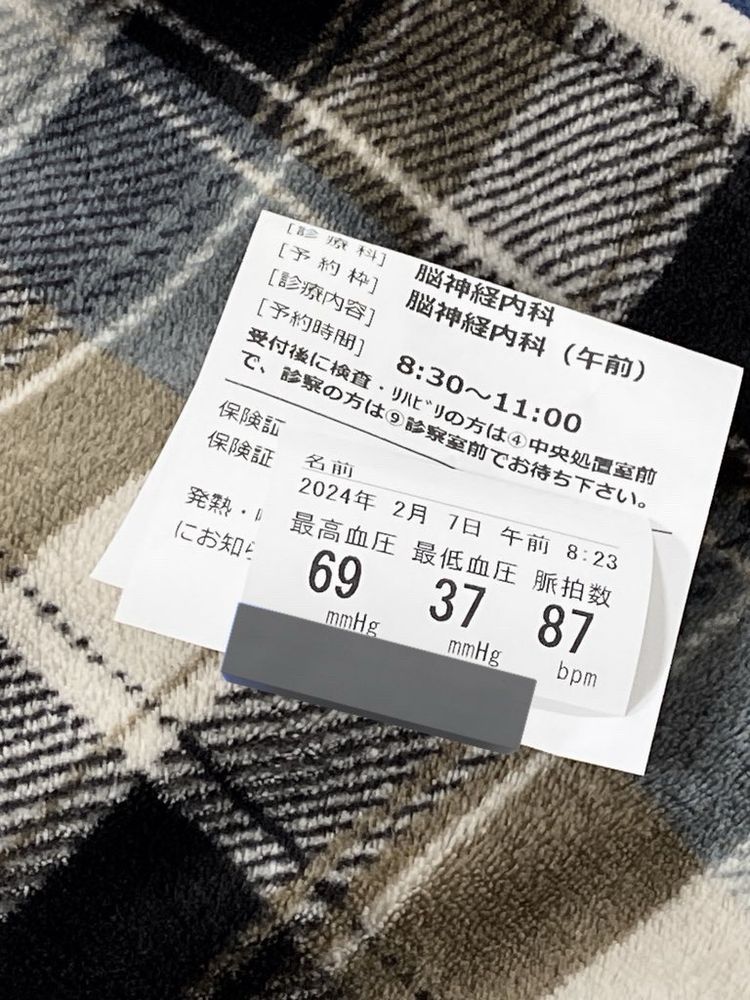 [診療科] 脳神経内科
[予約枠] 脳神経内科（午前）
[診療内容]
[予約時間] 8:30～11:00
受付後に検査・ﾘﾊﾋﾞﾘの方は④中央処置室前
で、診察の方は⑨診察室前でお待ち下さい。
保険証
保険証
発熱・
にお知ら
名前
2024年 2月 7日 午前 8:23
最高血圧 最低血圧 脈拍数
69 37 87
mmHg mmHg bpm